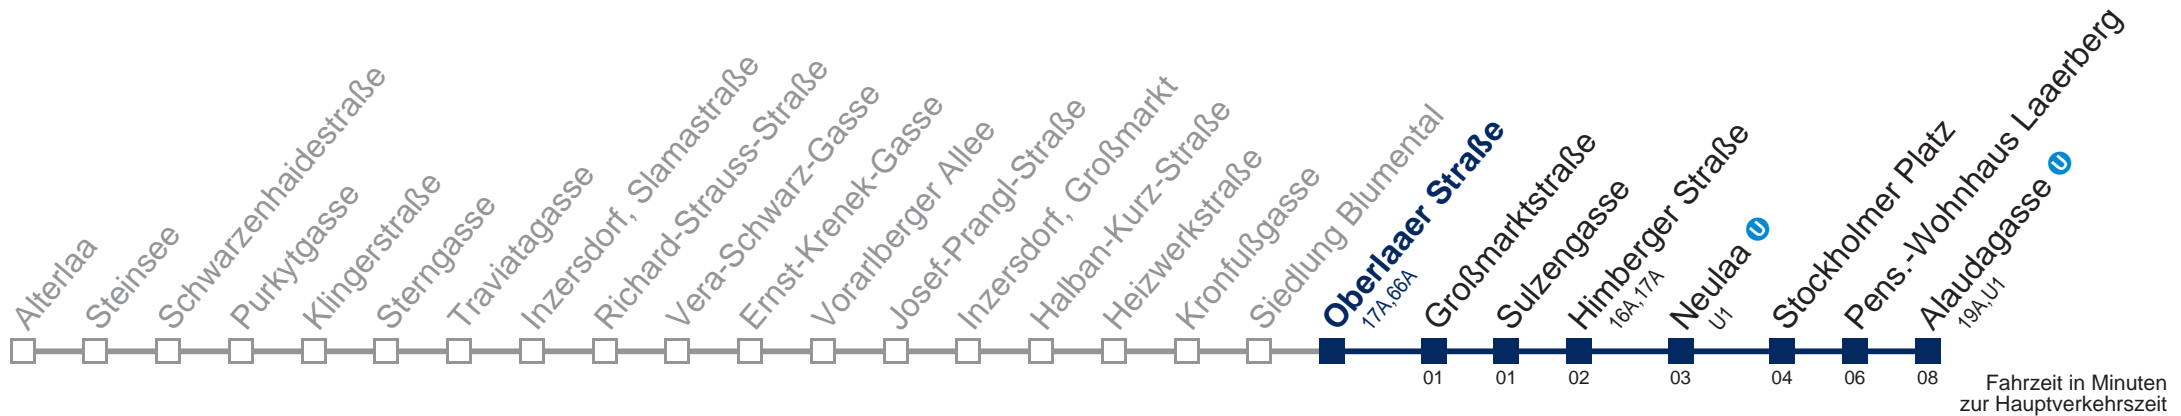 Alterlaa
Steinsee
Schwarzenhaidestraße
Purkytgasse
Klingerstraße
Sterngasse
Traviatagasse
Inzersdorf, Slamastraße
Richard-Strauss-Straße
Vera-Schwarz-Gasse
Ernst-Krenek-Gasse
Vorarlberger Allee
Josef-Prangl-Straße
Inzersdorf, Großmarkt
Halban-Kurz-Straße
Heizwerkstraße
Kronfußgasse
Siedlung Blumental
Oberlaaer Straße
17A,66A
Großmarktstraße
Sulzengasse
Himberger Straße
16A,17A
Neulaa U
U1
Stockholmer Platz
Pens.-Wohnhaus Laaerberg
Alaudagasse U
19A,U1
01 01 02 03 04 06 08
Fahrzeit in Minuten
zur Hauptverkehrszeit